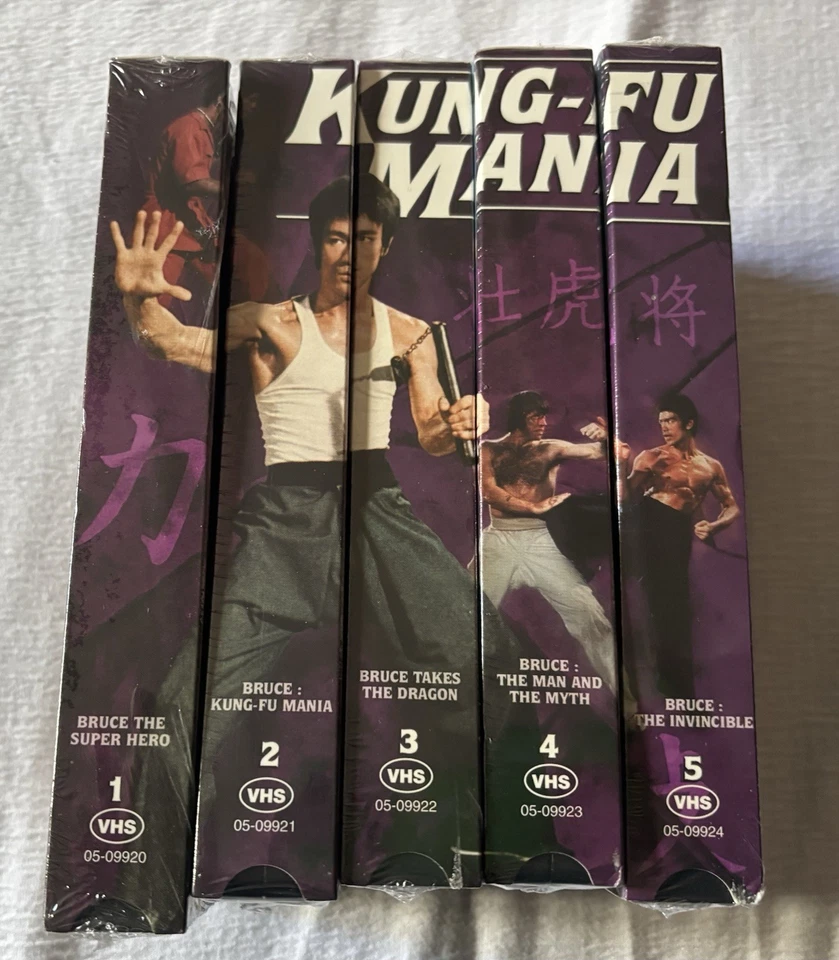 KUNG-FU
MANIA
壮虎将
力
BRUCE THE
SUPER HERO
1
VHS
05-09920
BRUCE :
KUNG-FU MANIA
2
VHS
05-09921
BRUCE TAKES
THE DRAGON
3
VHS
05-09922
BRUCE :
THE MAN AND
THE MYTH
4
VHS
05-09923
BRUCE :
THE INVINCIBLE
5
VHS
05-09924